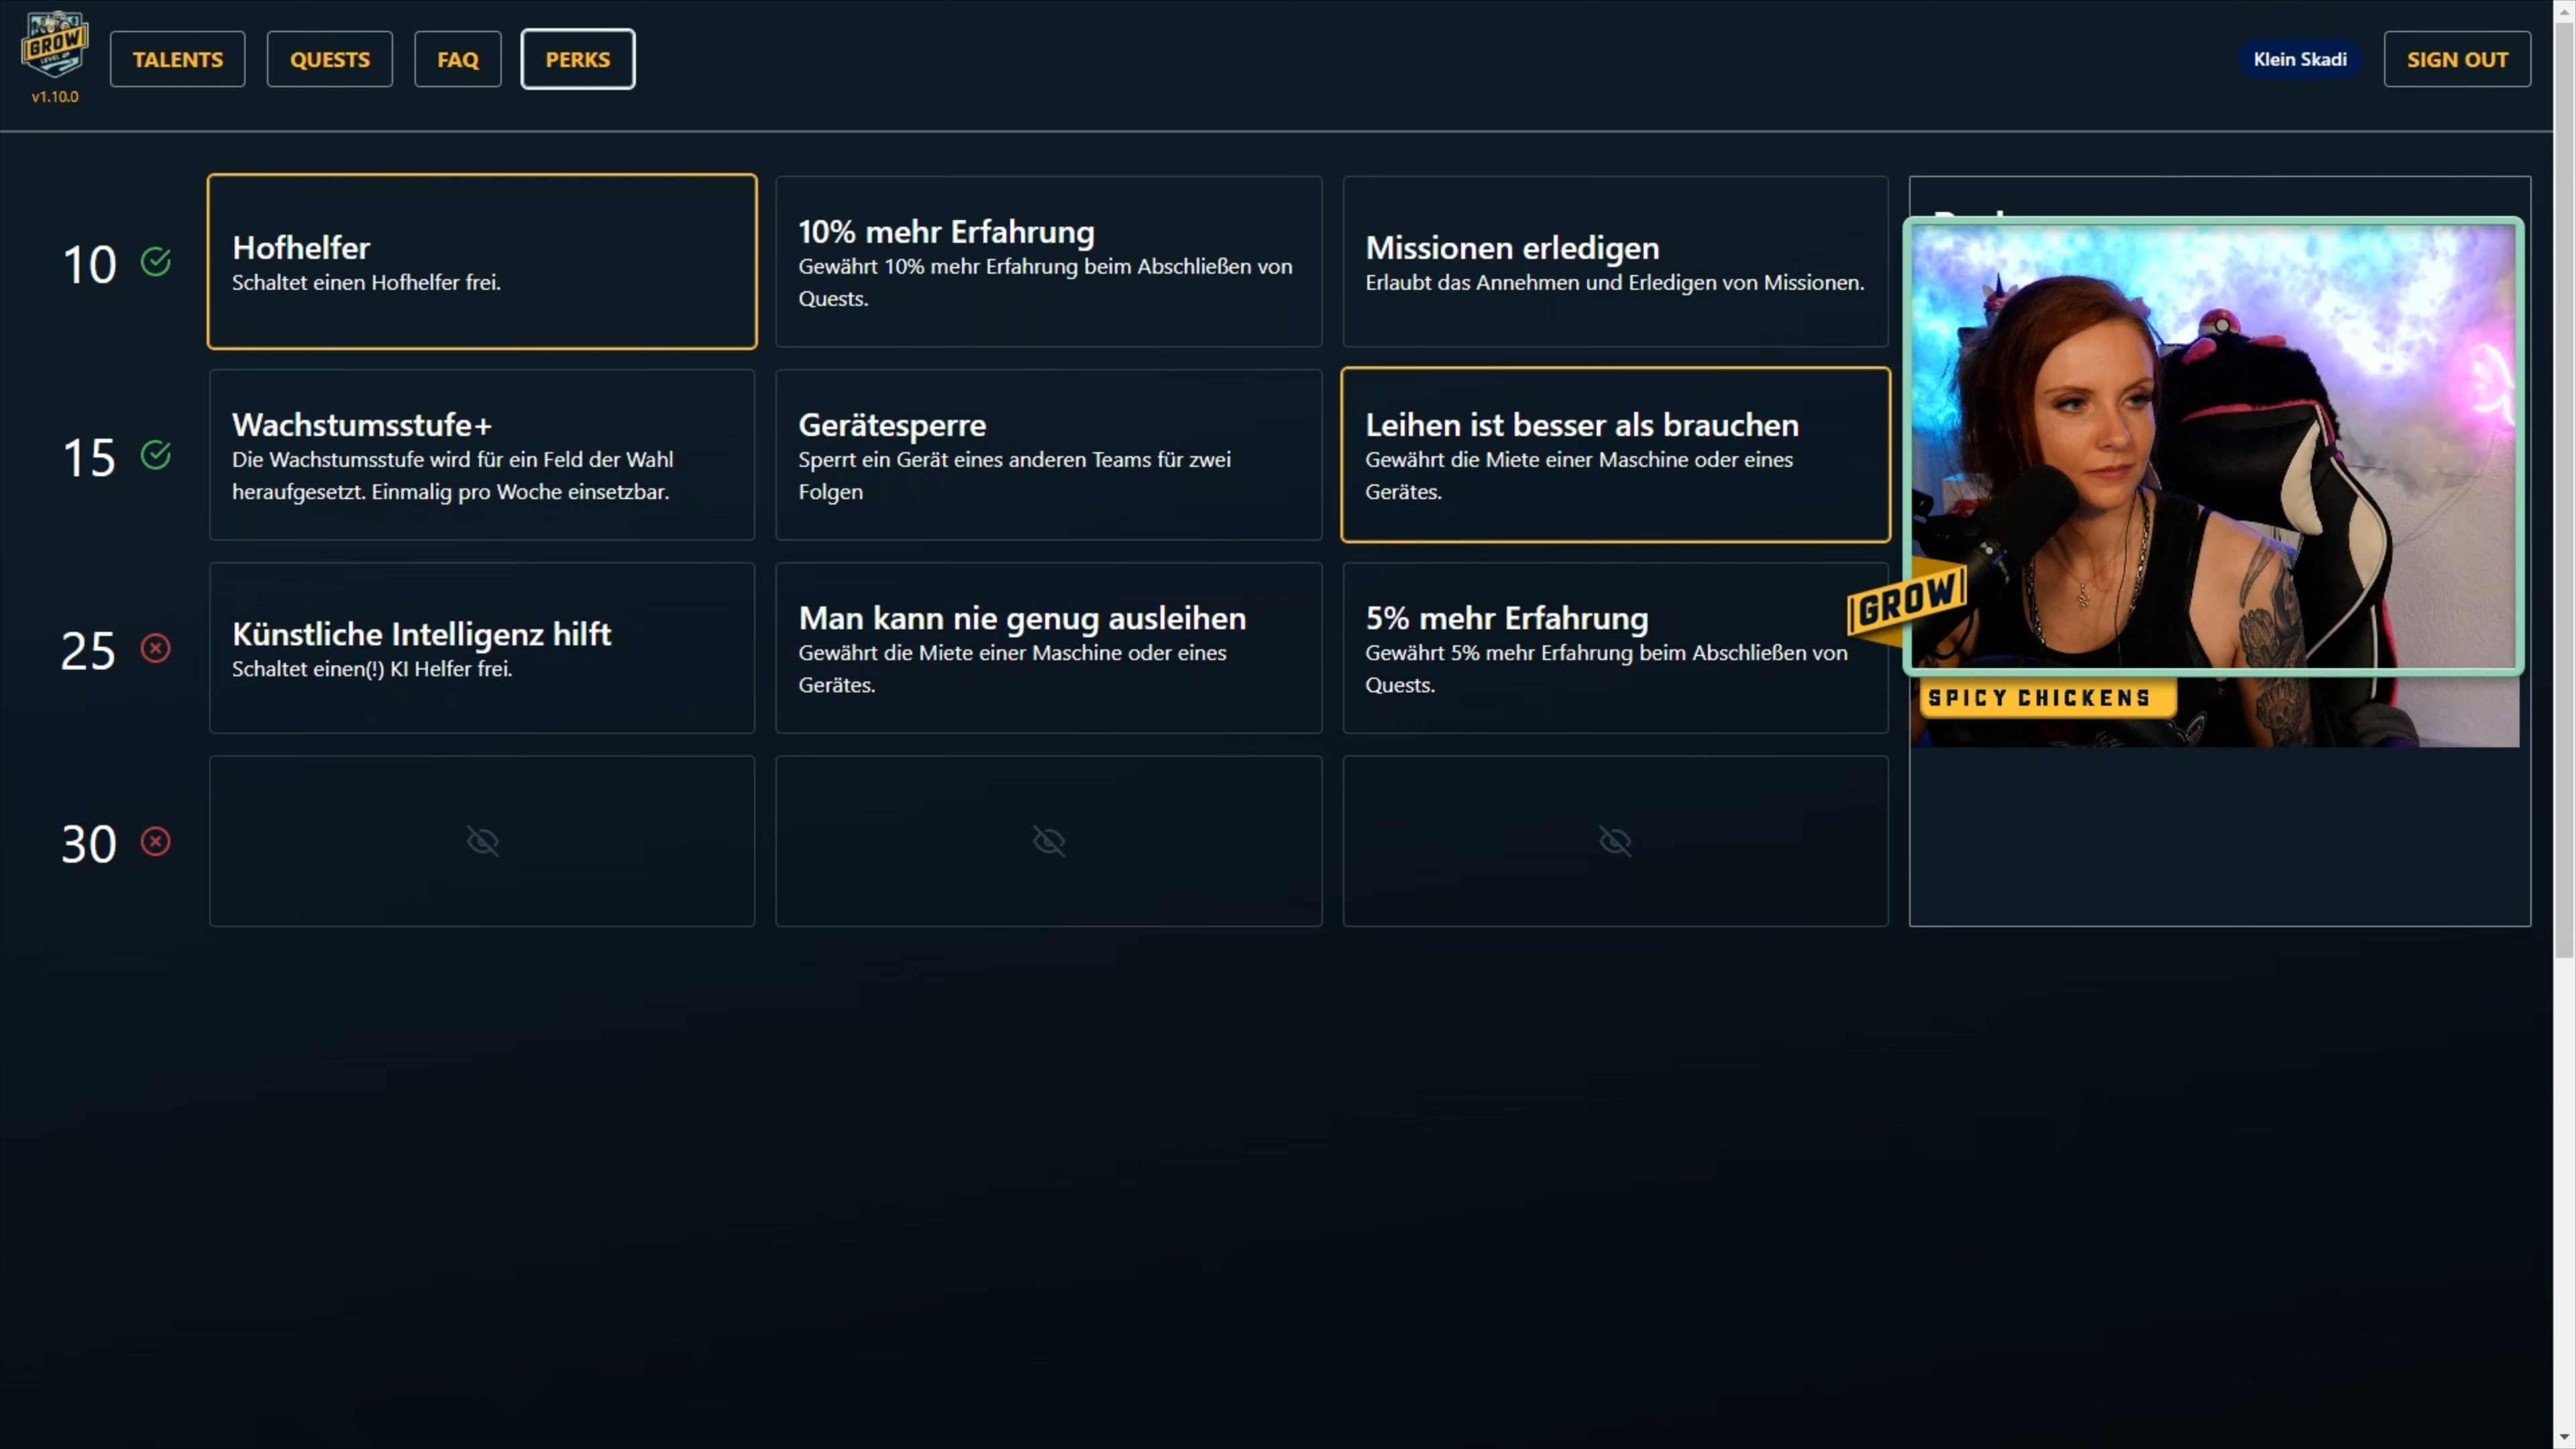 GROW
LEVEL UP
v1.10.0
TALENTS
QUESTS
FAQ
PERKS
Klein Skadi
SIGN OUT
10
Hofhelfer
Schaltet einen Hofhelfer frei.
10% mehr Erfahrung
Gewährt 10% mehr Erfahrung beim Abschließen von
Quests.
Missionen erledigen
Erlaubt das Annehmen und Erledigen von Missionen.
15
Wachstumsstufe+
Die Wachstumsstufe wird für ein Feld der Wahl
heraufgesetzt. Einmalig pro Woche einsetzbar.
Gerätesperre
Sperrt ein Gerät eines anderen Teams für zwei
Folgen
Leihen ist besser als brauchen
Gewährt die Miete einer Maschine oder eines
Gerätes.
25
Künstliche Intelligenz hilft
Schaltet einen(!) KI Helfer frei.
Man kann nie genug ausleihen
Gewährt die Miete einer Maschine oder eines
Gerätes.
5% mehr Erfahrung
Gewährt 5% mehr Erfahrung beim Abschließen von
Quests.
GROW
SPICY CHICKENS
30